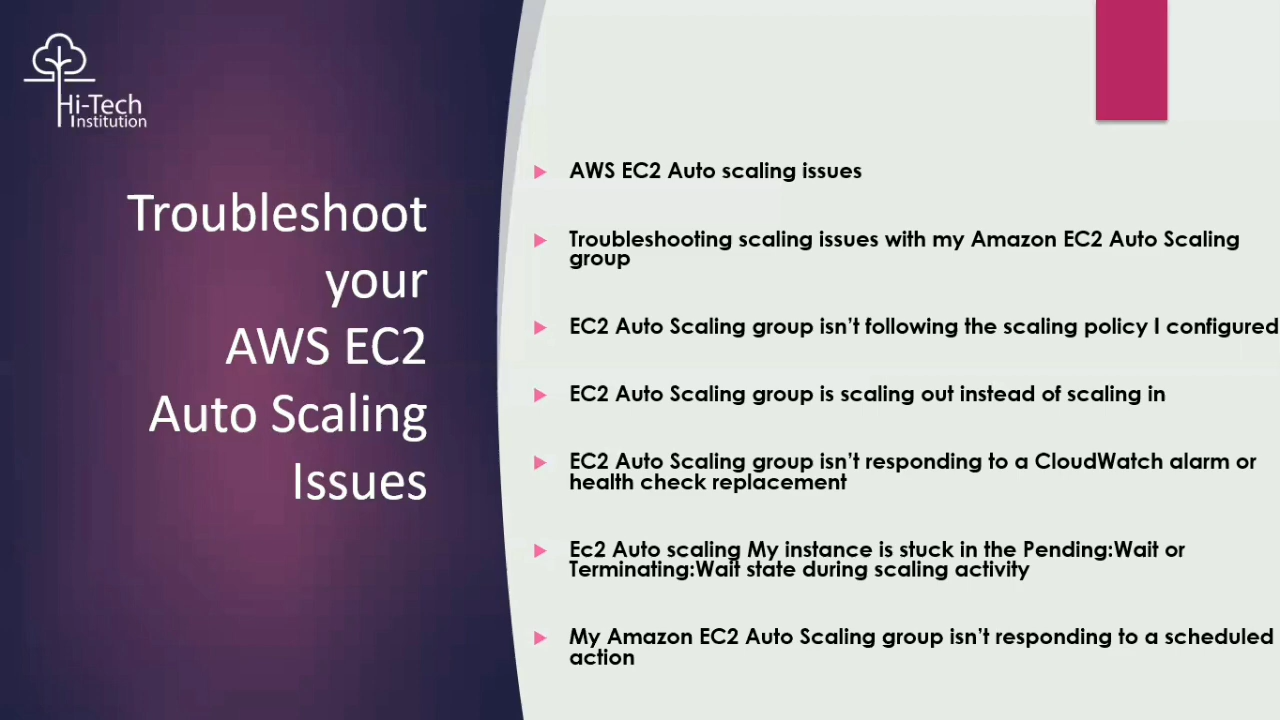 Hi-Tech
Institution
Troubleshoot
your
AWS EC2
Auto Scaling
Issues
AWS EC2 Auto scaling issues
Troubleshooting scaling issues with my Amazon EC2 Auto Scaling
group
EC2 Auto Scaling group isn’t following the scaling policy I configured
EC2 Auto Scaling group is scaling out instead of scaling in
EC2 Auto Scaling group isn’t responding to a CloudWatch alarm or
health check replacement
Ec2 Auto scaling My instance is stuck in the Pending:Wait or
Terminating:Wait state during scaling activity
My Amazon EC2 Auto Scaling group isn’t responding to a scheduled
action